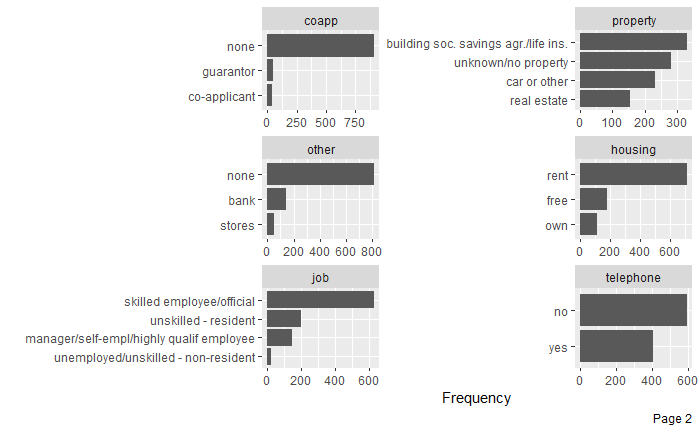 coapp
none
guarantor
co-applicant
0 250 500 750
property
building soc. savings agr./life ins.
unknown/no property
car or other
real estate
0 100 200 300
other
none
bank
stores
0 200 400 600 800
housing
rent
free
own
0 200 400 600
job
skilled employee/official
unskilled - resident
manager/self-empl/highly qualif employee
unemployed/unskilled - non-resident
0 200 400 600
telephone
no
yes
0 200 400 600
Frequency
Page 2